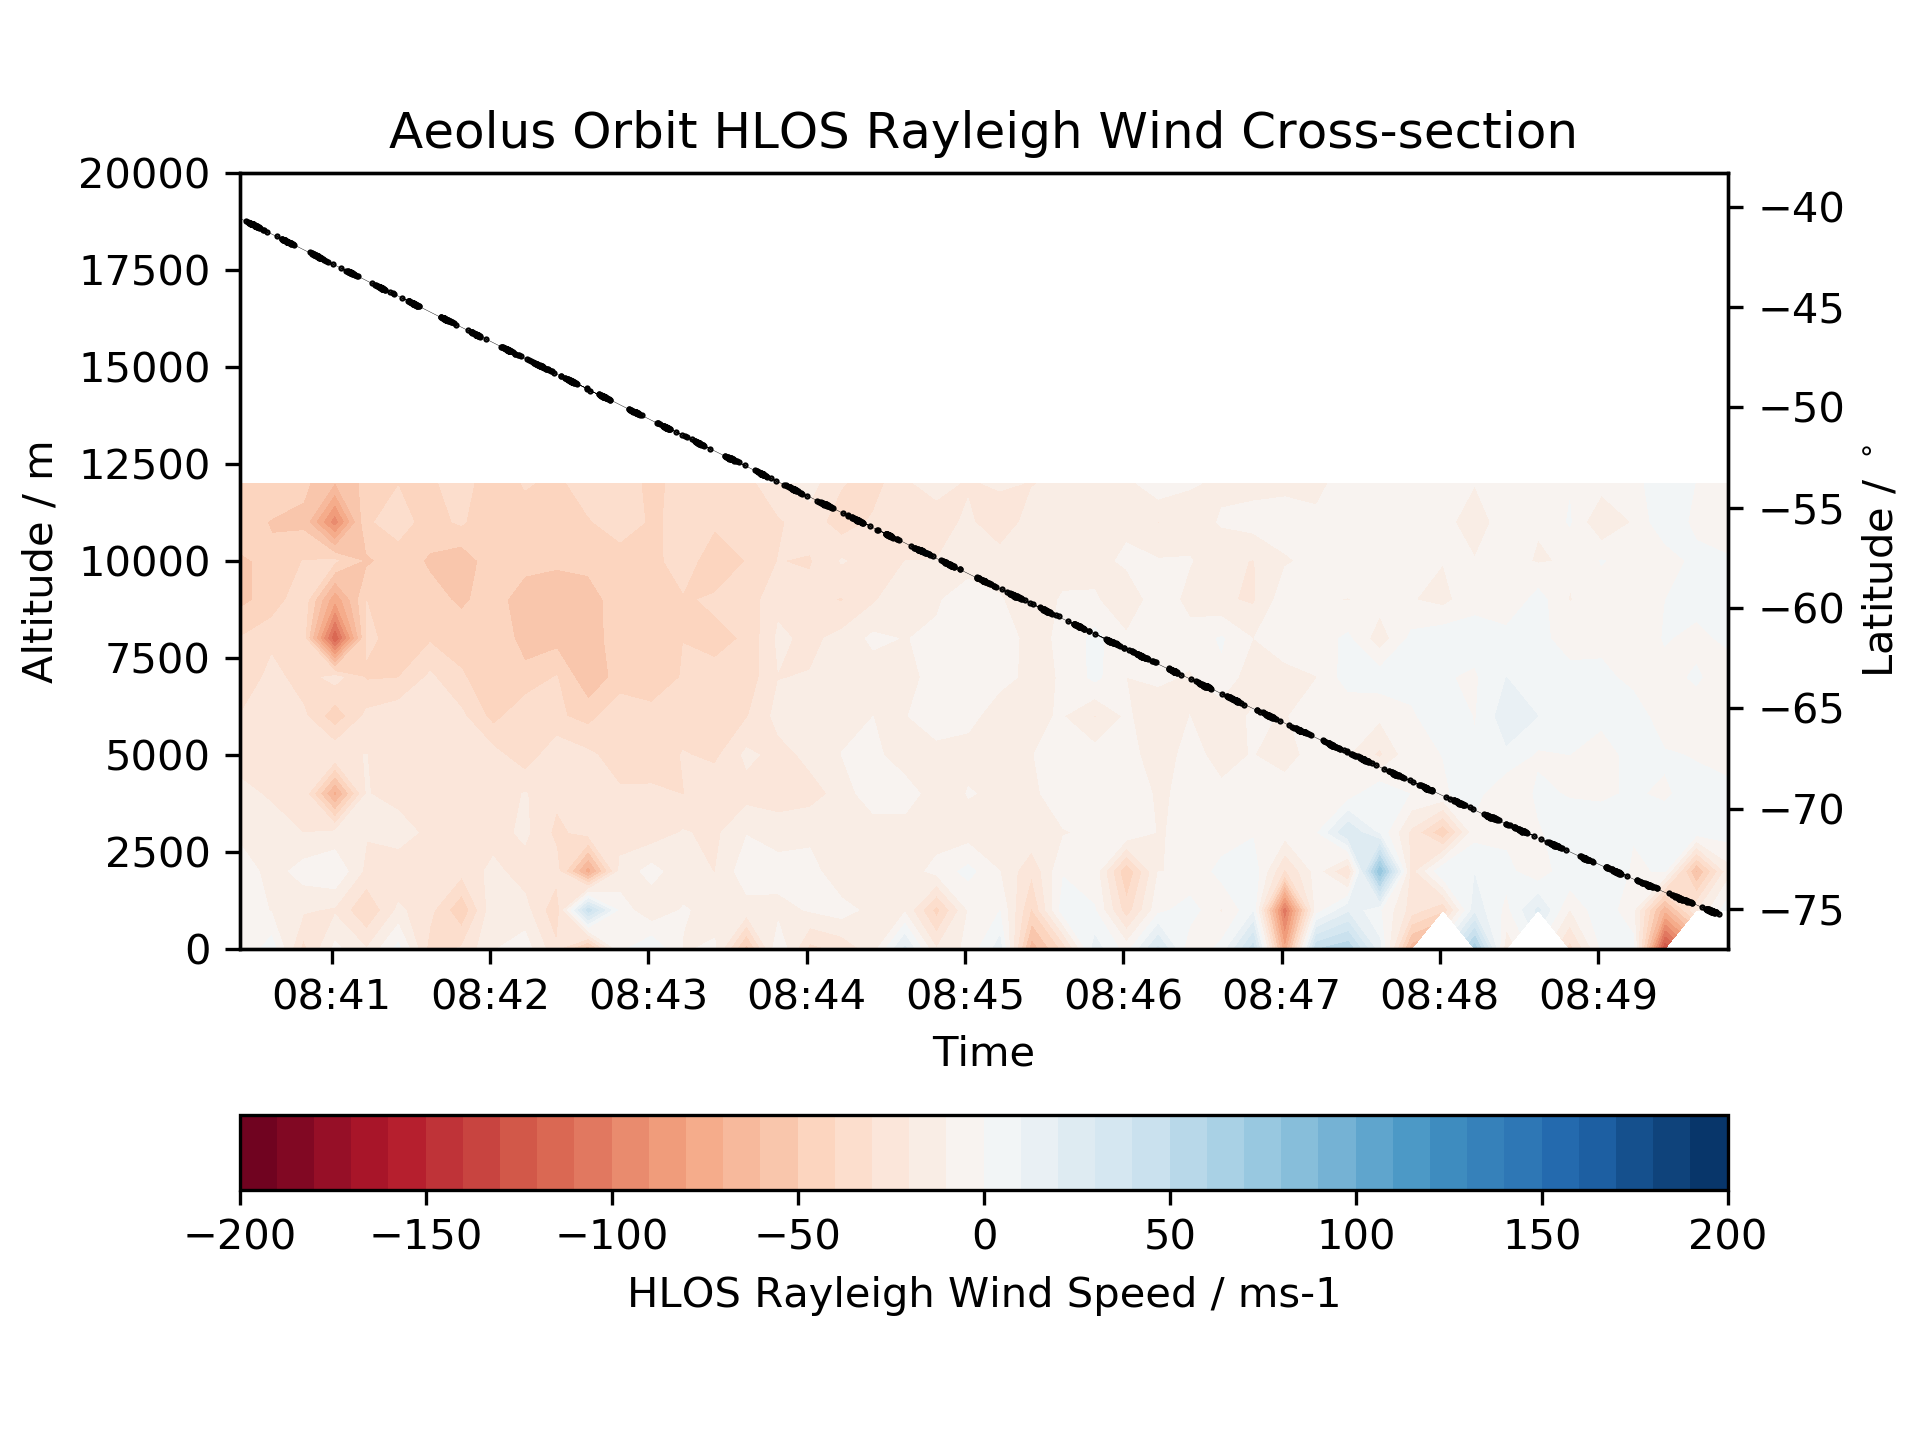 Aeolus Orbit HLOS Rayleigh Wind Cross-section
20000
17500
15000
12500
10000
7500
5000
2500
0
Altitude / m
−40
−45
−50
−55
−60
−65
−70
−75
Latitude / °
08:41 08:42 08:43 08:44 08:45 08:46 08:47 08:48 08:49
Time
−200 −150 −100 −50 0 50 100 150 200
HLOS Rayleigh Wind Speed / ms-1